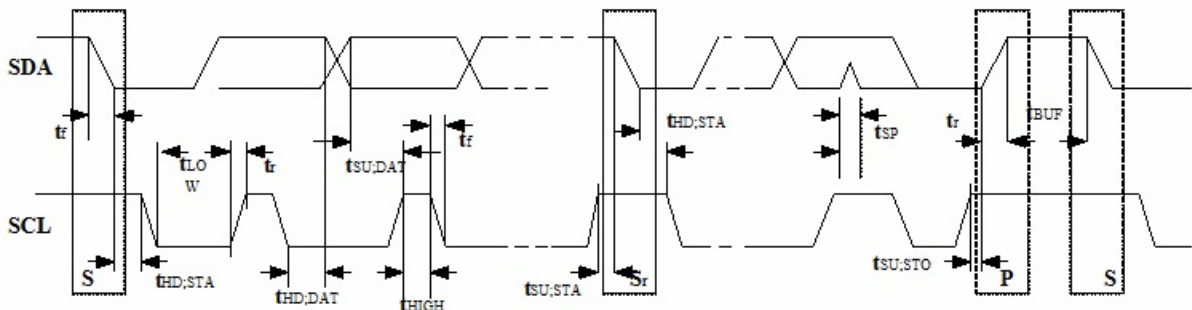 SDA
tf
tLO
W
tr
tSU;DAT
tf
tHD;STA
tSP
tr
tBUF
SCL
S
tHD;STA
tHD;DAT
tHIGH
tSU;STA
Sr
tSU;STO
P
S